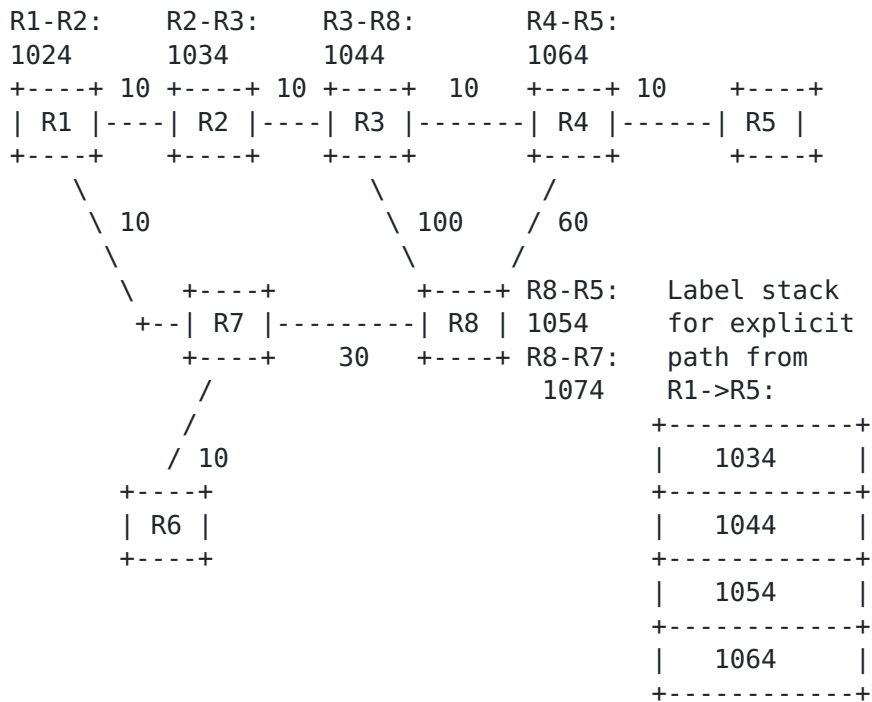 R1-R2: R2-R3: R3-R8: R4-R5:
1024 1034 1044 1064
10 10 10 10
R1 R2 R3 R4 R5
10 100 60
R8-R5: Label stack
R7 R8 1054 for explicit
30 R8-R7: path from
1074 R1->R5:
10 1034
R6 1044
1054
1064